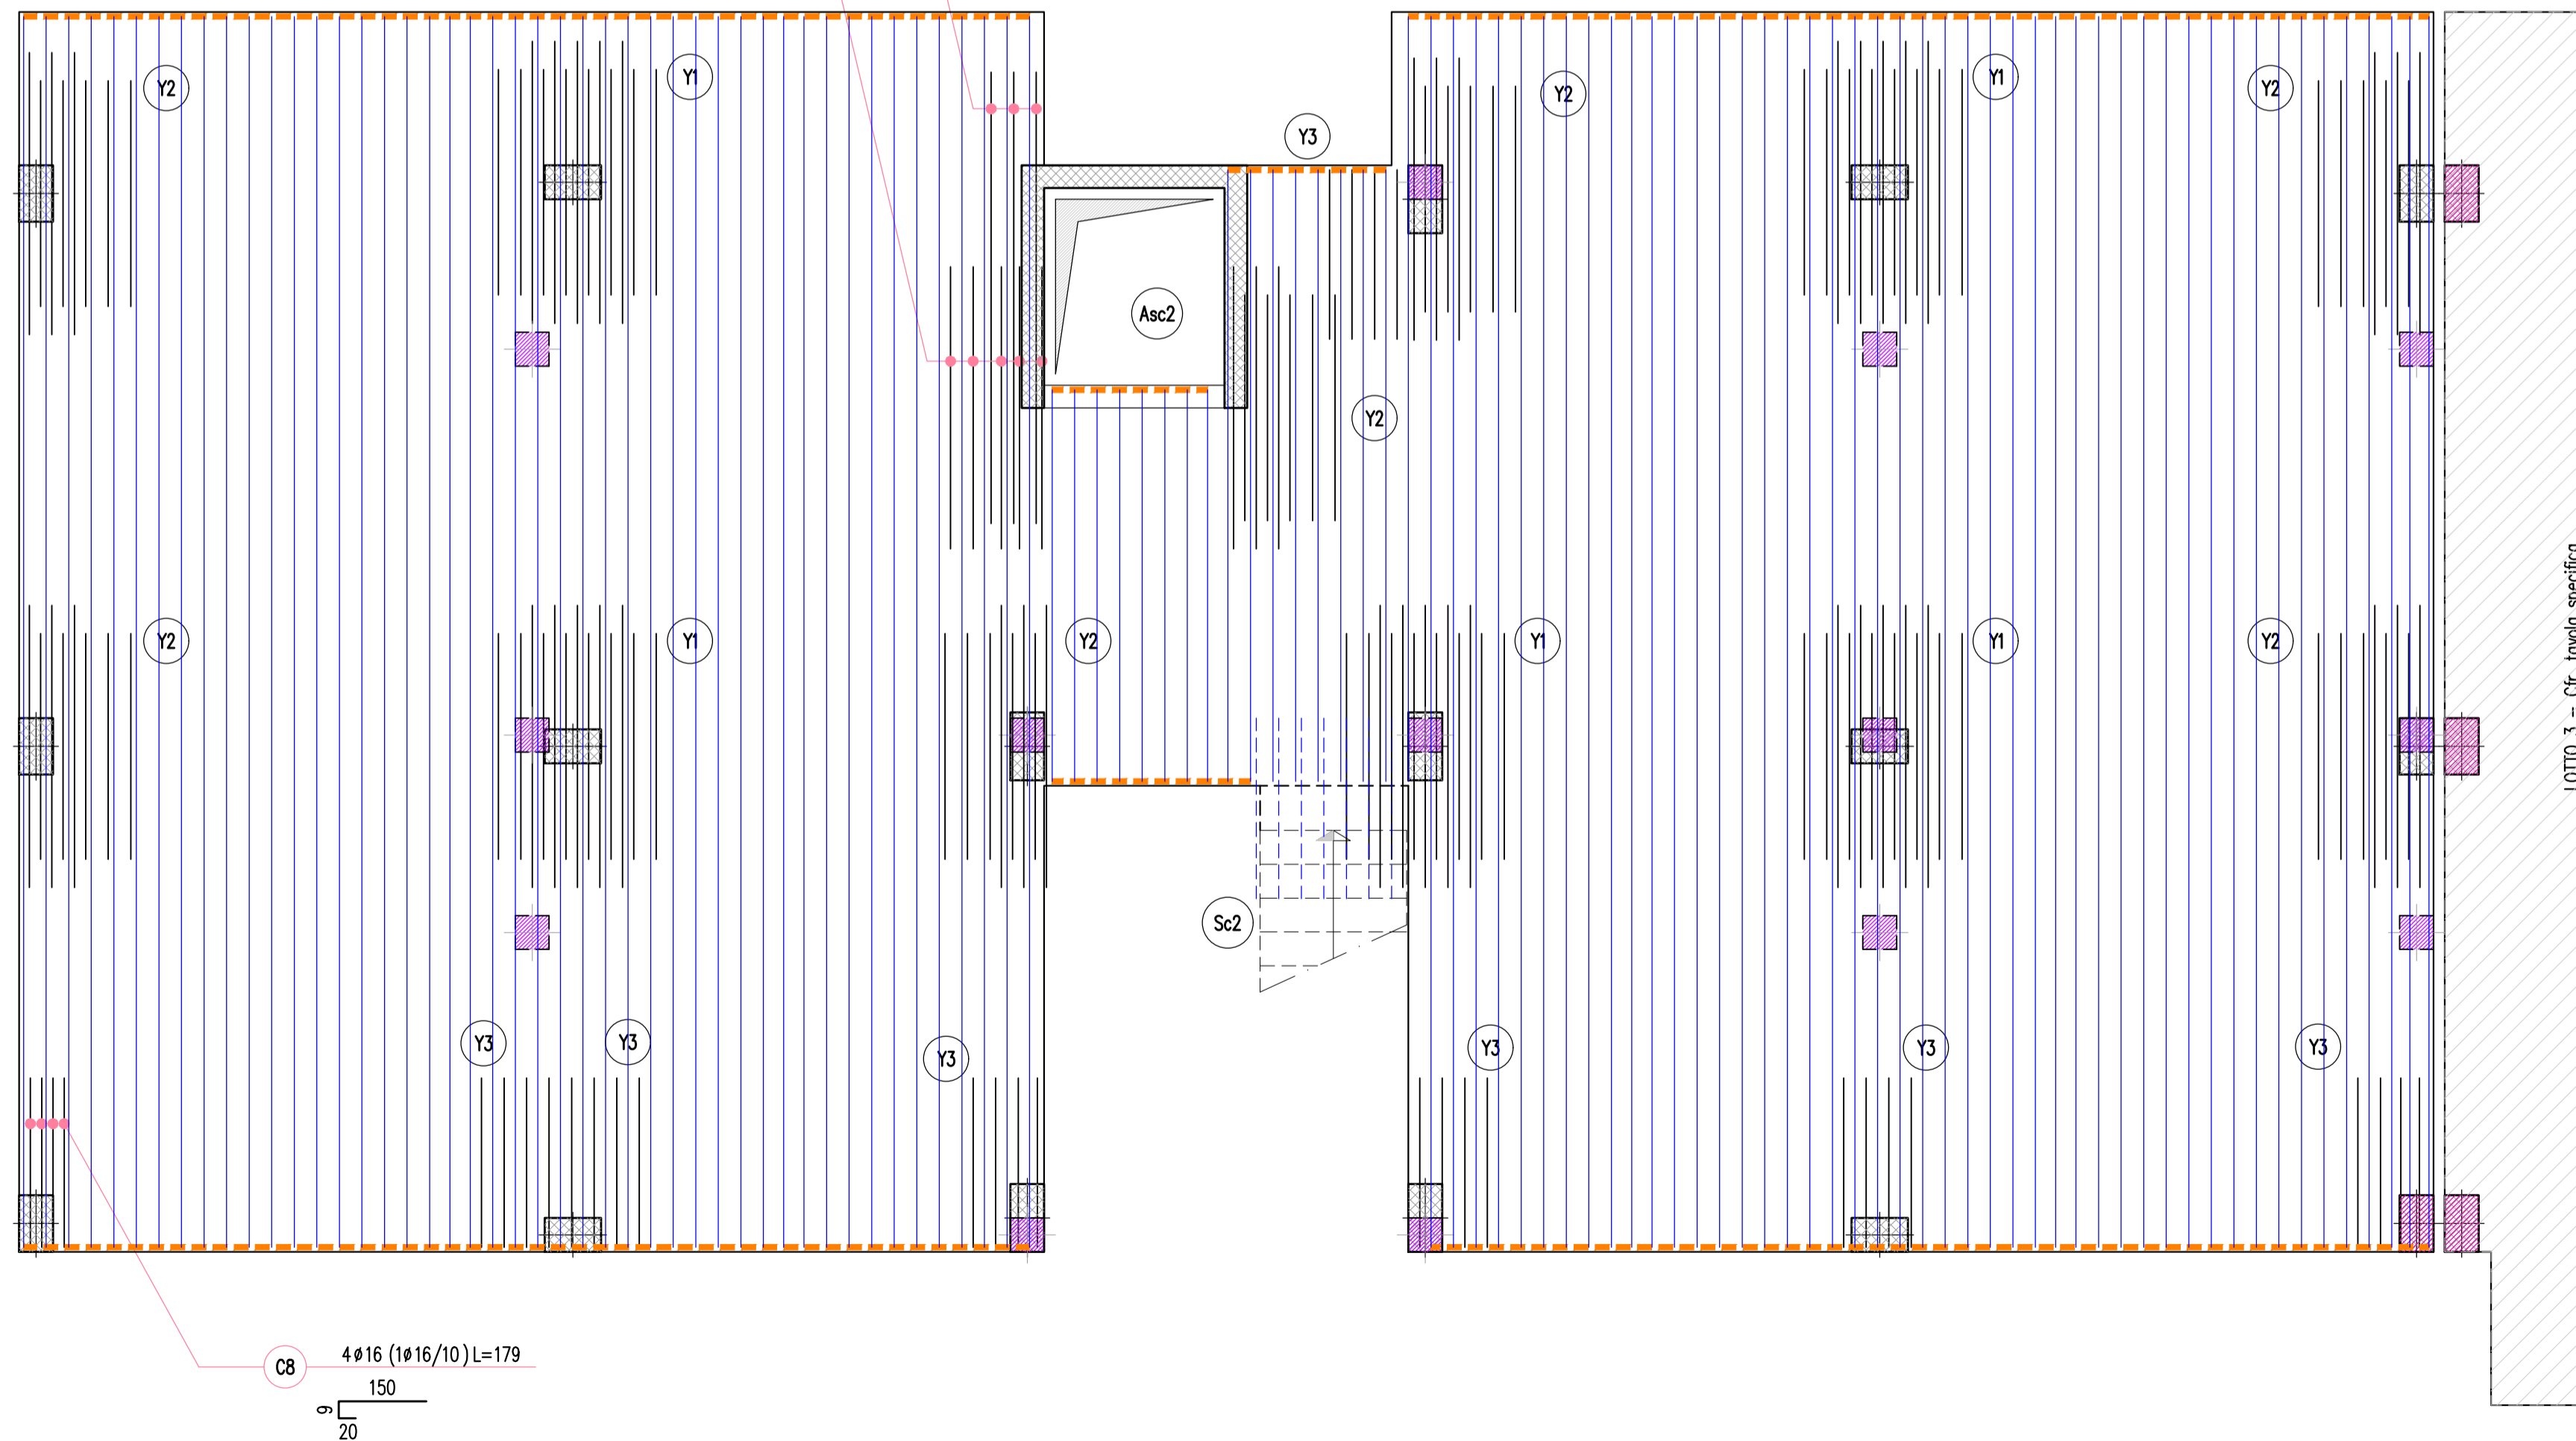 Y2
Y1
Y2
Y1
Y2
Y3
Asc2
Y2
Y2
Y1
Y2
Y1
Y1
Y2
LOTTO 3 = Cfr. tavola specifica
Sc2
Y3
Y3
Y3
Y3
Y3
Y3
C8
4ø16 (1ø16/10) L=179
150
9
20